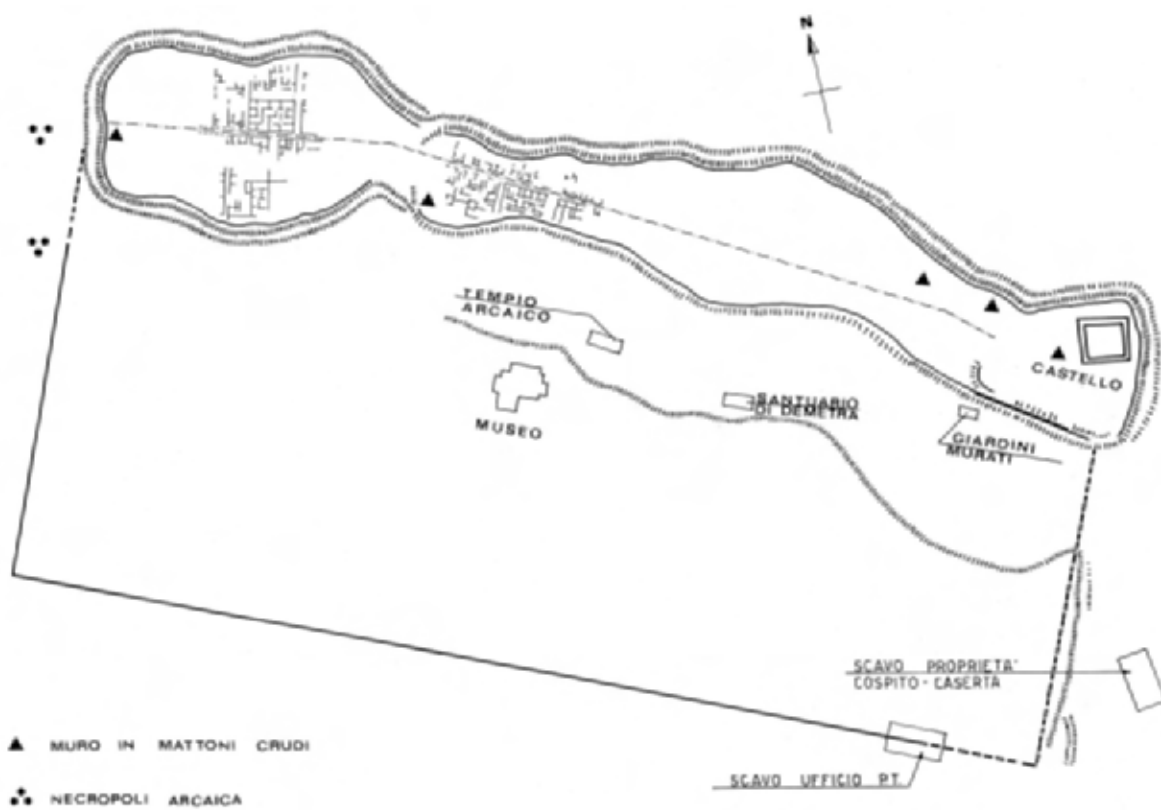 N
TEMPIO
ARCAICO
MUSEO
SANTUARIO
DI DEMETRA
CASTELLO
GIARDINI
MURATI
SCAVO PROPRIETA'
COSPITO - CASERTA
SCAVO UFFICIO P.T.
MURO IN MATTONI CRUDI
NECROPOLI ARCAICA